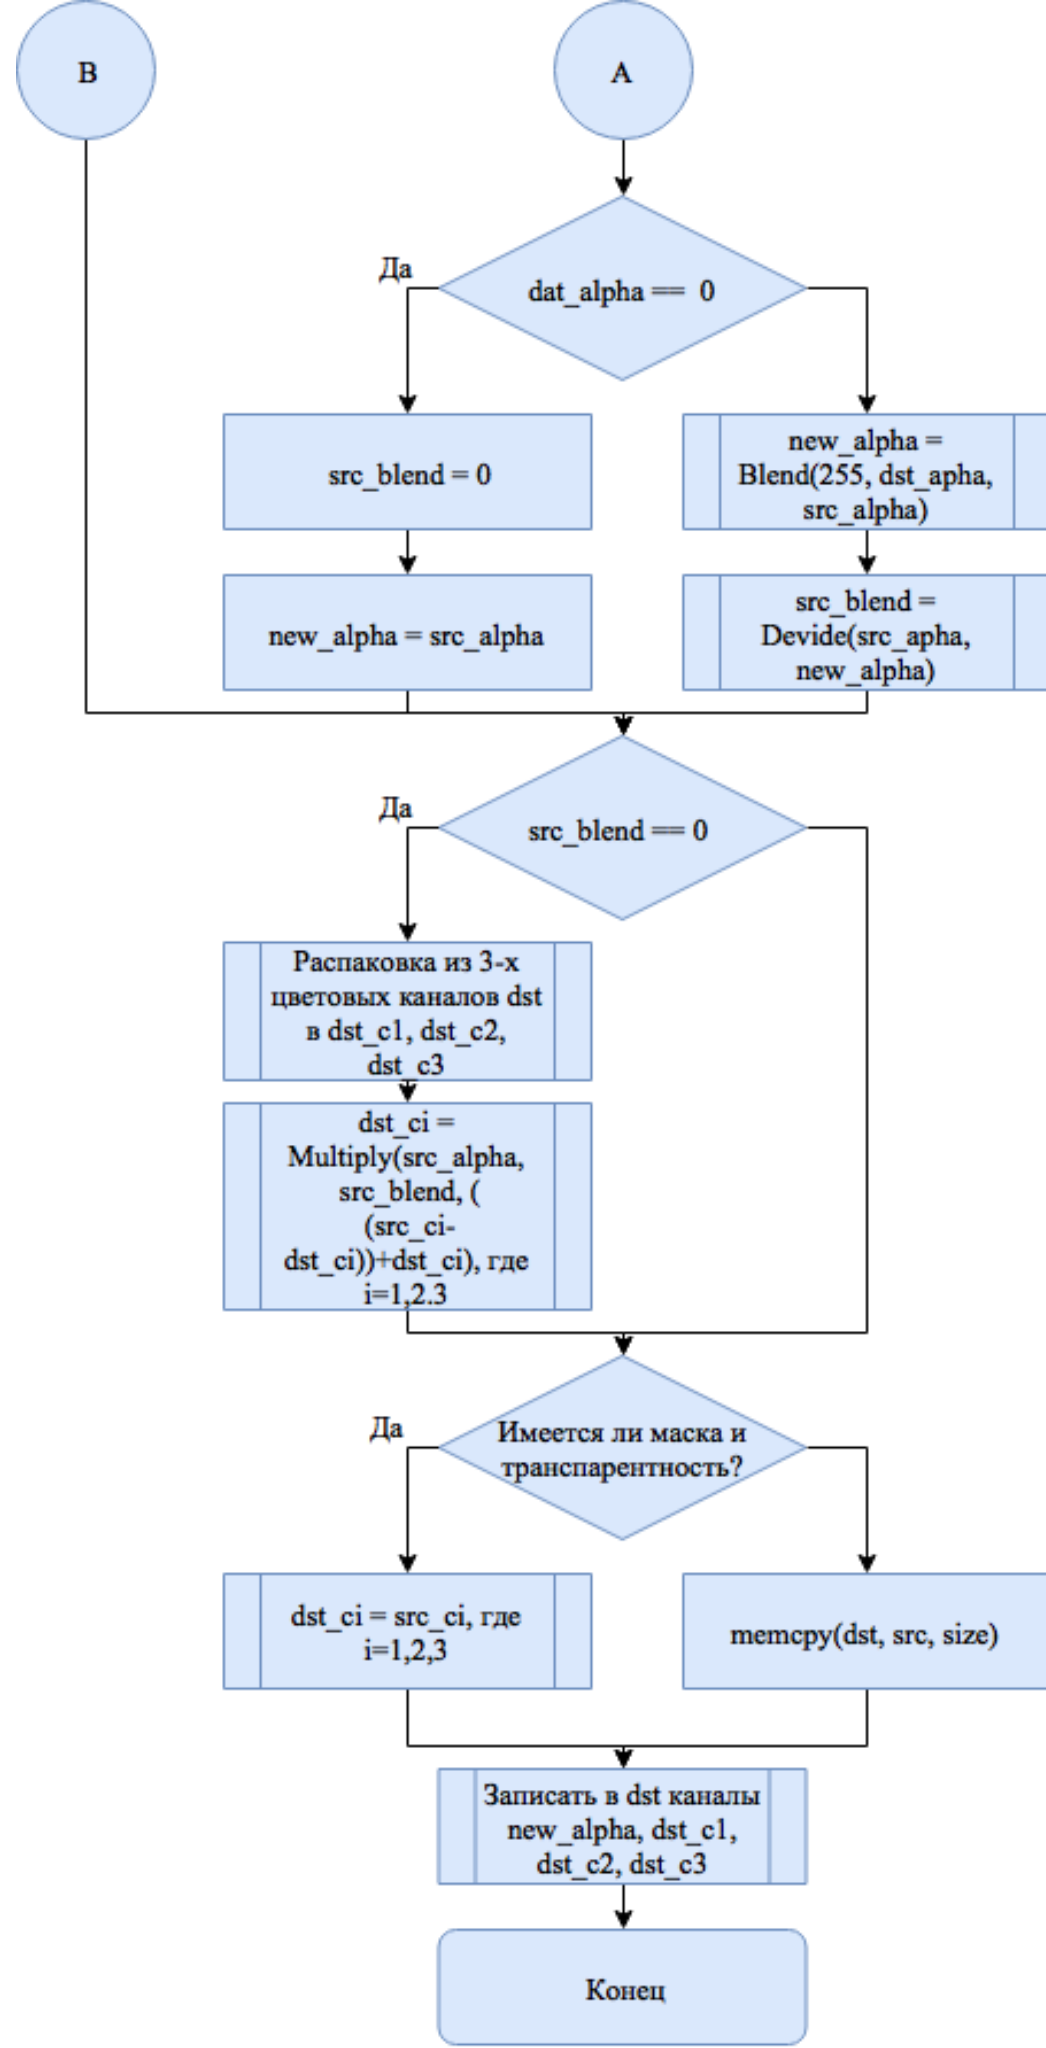 B
A
Да
dat_alpha == 0
src_blend = 0
new_alpha =
Blend(255, dst_apha,
src_alpha)
new_alpha = src_alpha
src_blend =
Devide(src_apha,
new_alpha)
Да
src_blend == 0
Распаковка из 3-х
цветовых каналов dst
в dst_c1, dst_c2,
dst_c3
dst_ci =
Multiply(src_alpha,
src_blend, (
(src_ci-
dst_ci))+dst_ci), где
i=1,2.3
Да
Имеется ли маска и
транспарентность?
dst_ci = src_ci, где
i=1,2,3
memcpy(dst, src, size)
Записать в dst каналы
new_alpha, dst_c1,
dst_c2, dst_c3
Конец